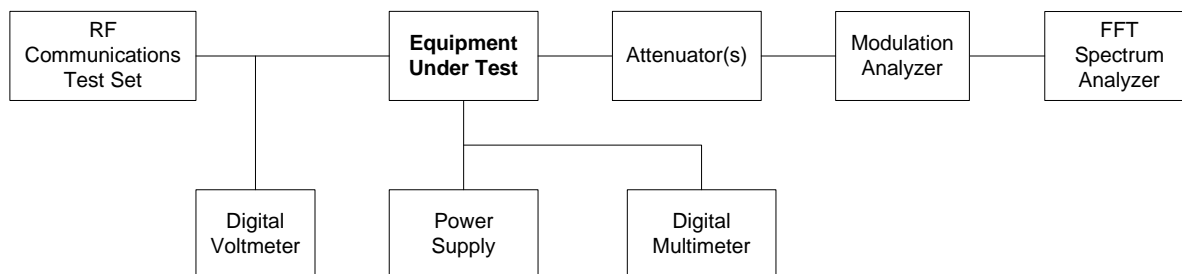 RF
Communications
Test Set
Equipment
Under Test
Attenuator(s)
Modulation
Analyzer
FFT
Spectrum
Analyzer
Digital
Voltmeter
Power
Supply
Digital
Multimeter